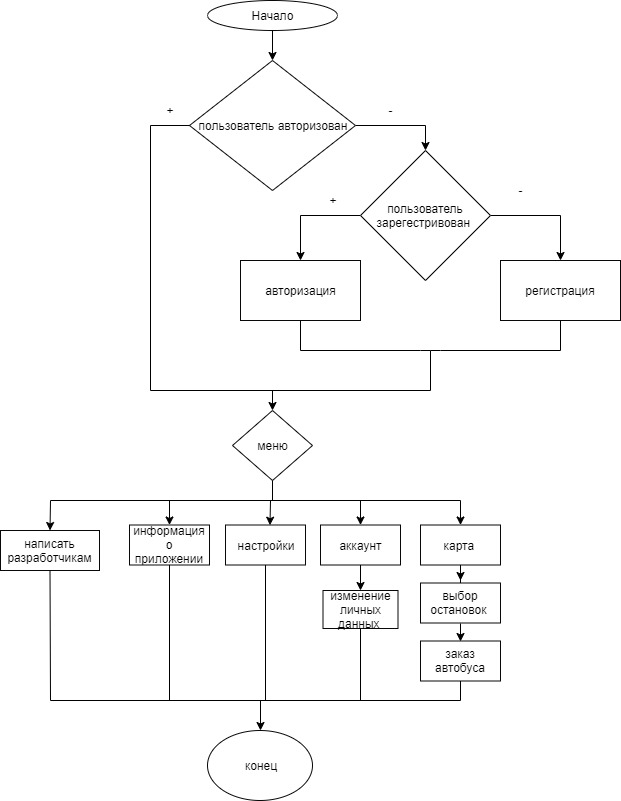 Начало
+
-
пользователь авторизован
+
-
пользователь
зарегестривован
авторизация
регистрация
меню
написать
разработчикам
информация
о
приложении
настройки
аккаунт
карта
изменение
личных
данных
выбор
остановок
заказ
автобуса
конец